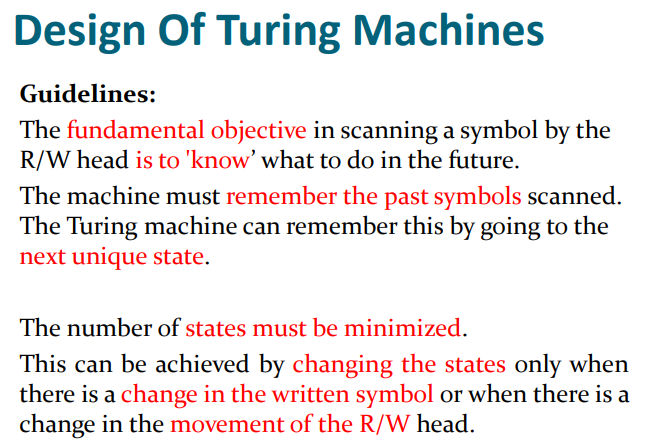 Design Of Turing Machines
Guidelines:
The fundamental objective in scanning a symbol by the
R/W head is to 'know’ what to do in the future.
The machine must remember the past symbols scanned.
The Turing machine can remember this by going to the
next unique state.
The number of states must be minimized.
This can be achieved by changing the states only when
there is a change in the written symbol or when there is a
change in the movement of the R/W head.